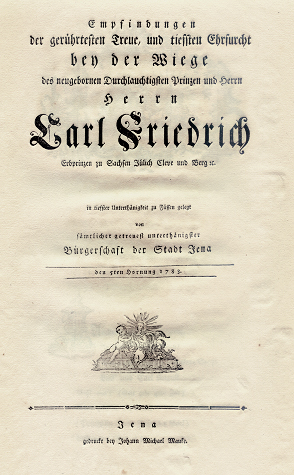 Empfindungen
der gerührtesten Treue, und tiefsten Ehrfurcht
bey der Wiege
des neugebornen Durchlauchtigsten Prinzen und Herrn
Herrn
Carl Friedrich
Erbprinzen zu Sachsen Jülich Cleve und Berg ꝛc.
in tiefster Unterthänigkeit zu Füssen gelegt
von
sämtlicher getreuest unterthänigster
Bürgerschaft der Stadt Jena
den 5ten Hornung 1783.
Jena
gedruckt bey Johann Michael Mauke.